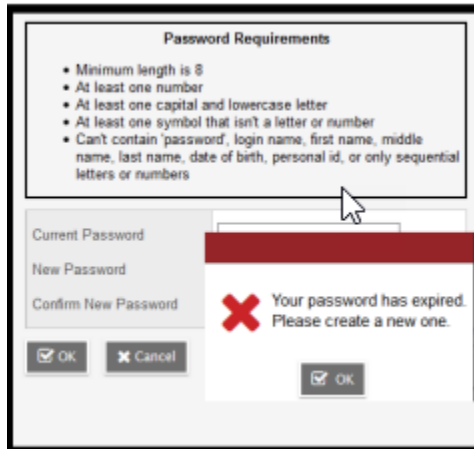 Password Requirements
• Minimum length is 8
• At least one number
• At least one capital and lowercase letter
• At least one symbol that isn't a letter or number
• Can't contain 'password', login name, first name, middle
name, last name, date of birth, personal id, or only sequential
letters or numbers
Current Password
New Password
Confirm New Password
OK
Cancel
Your password has expired.
Please create a new one.
OK